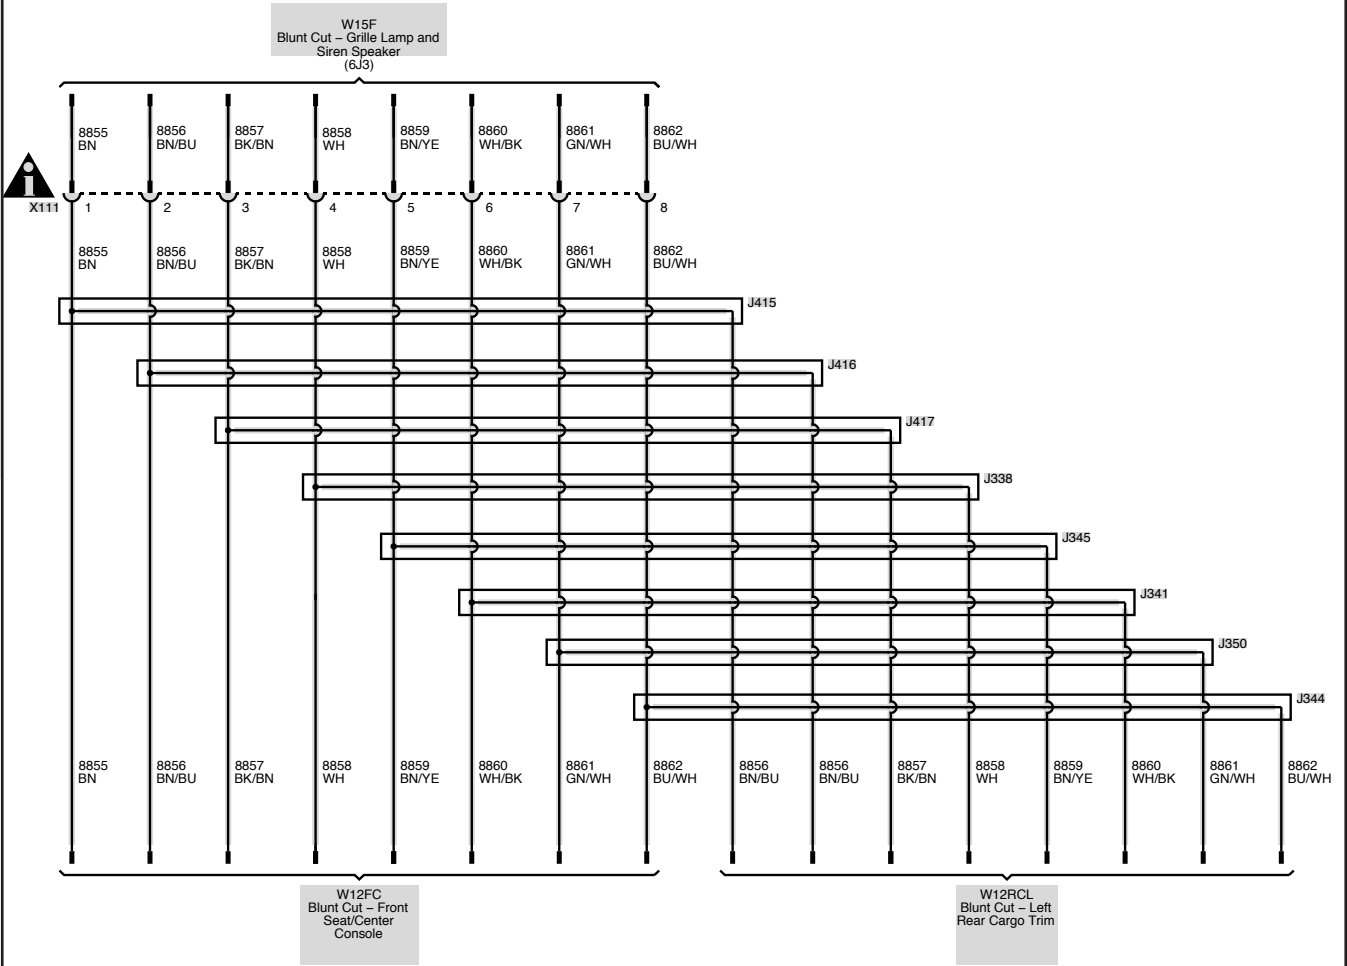 W15F
Blunt Cut – Grille Lamp and
Siren Speaker
(6J3)
8855 8856 8857 8858 8859 8860 8861 8862
BN BN/BU BK/BN WH BN/YE WH/BK GN/WH BU/WH
i
X111 1 2 3 4 5 6 7 8
8855 8856 8857 8858 8859 8860 8861 8862
BN BN/BU BK/BN WH BN/YE WH/BK GN/WH BU/WH
J415
J416
J417
J338
J345
J341
J350
J344
8855 8856 8857 8858 8859 8860 8861 8862 8856 8856 8857 8858 8859 8860 8861 8862
BN BN/BU BK/BN WH BN/YE WH/BK GN/WH BU/WH BN/BU BN/BU BK/BN WH BN/YE WH/BK GN/WH BU/WH
W12FC
Blunt Cut – Front
Seat/Center
Console
W12RCL
Blunt Cut – Left
Rear Cargo Trim